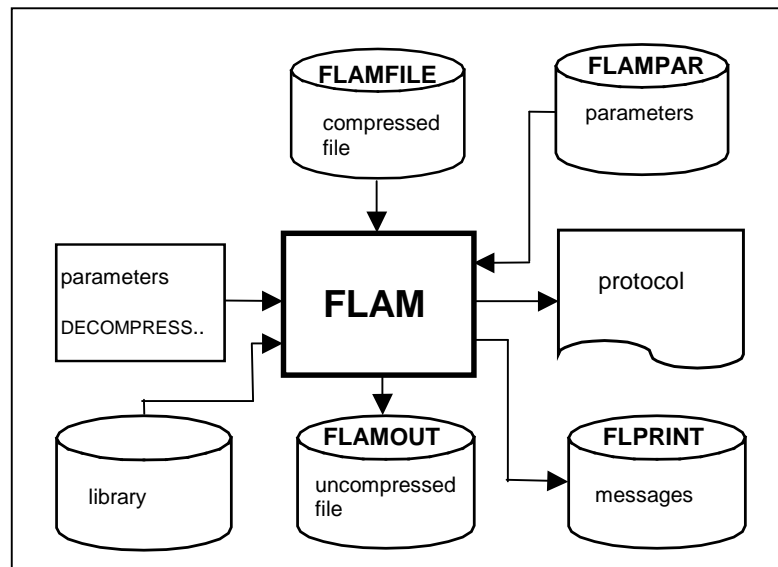 FLAMFILE
compressed
file
FLAMPAR
parameters
parameters
DECOMPRESS..
FLAM
protocol
library
FLAMOUT
uncompressed
file
FLPRINT
messages